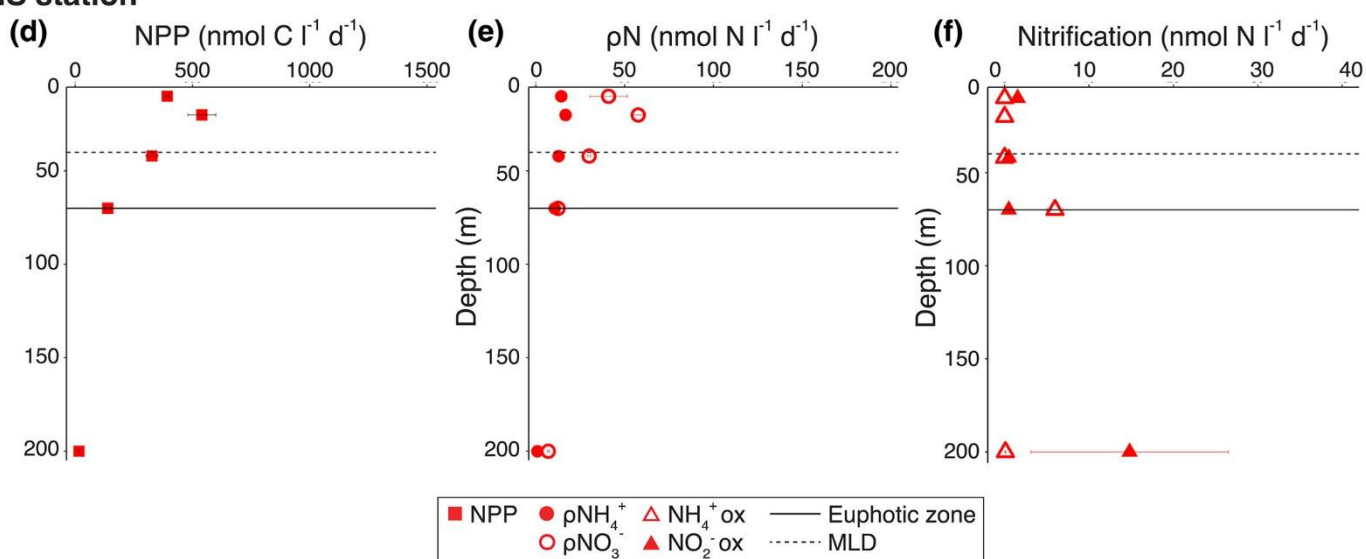 station
(d) NPP (nmol C l⁻¹ d⁻¹)
0 500 1000 1500
0
50
100
150
200
(e) ρN (nmol N l⁻¹ d⁻¹)
0 50 100 150 200
Depth (m)
0
50
100
150
200
(f) Nitrification (nmol N l⁻¹ d⁻¹)
0 10 20 30 40
Depth (m)
0
50
100
150
200
NPP ρNH₄⁺ NH₄⁺ ox Euphotic zone
ρNO₃⁻ NO₂⁻ ox MLD